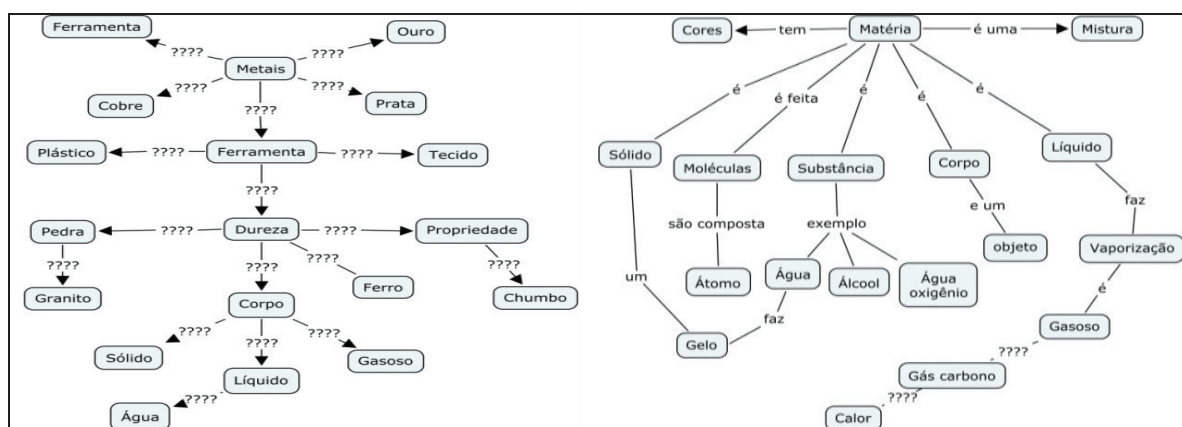 Ferramenta
????
Ouro
????
Metais
????
????
Cobre
Prata
????
Plástico
????
Ferramenta
????
Tecido
????
Pedra
????
Dureza
????
Propriedade
????
????
????
????
Granito
Ferro
Chumbo
Corpo
????
????
????
Sólido
Gasoso
Líquido
????
Água
Cores
tem
Matéria
é uma
Mistura
é
é feita
é
é
é
Sólido
Moléculas
Substância
Corpo
Líquido
são composta
exemplo
e um
faz
objeto
Vaporização
um
Átomo
Água
Álcool
Água
oxigênio
é
faz
Gelo
Gasoso
????
Gás carbono
????
Calor